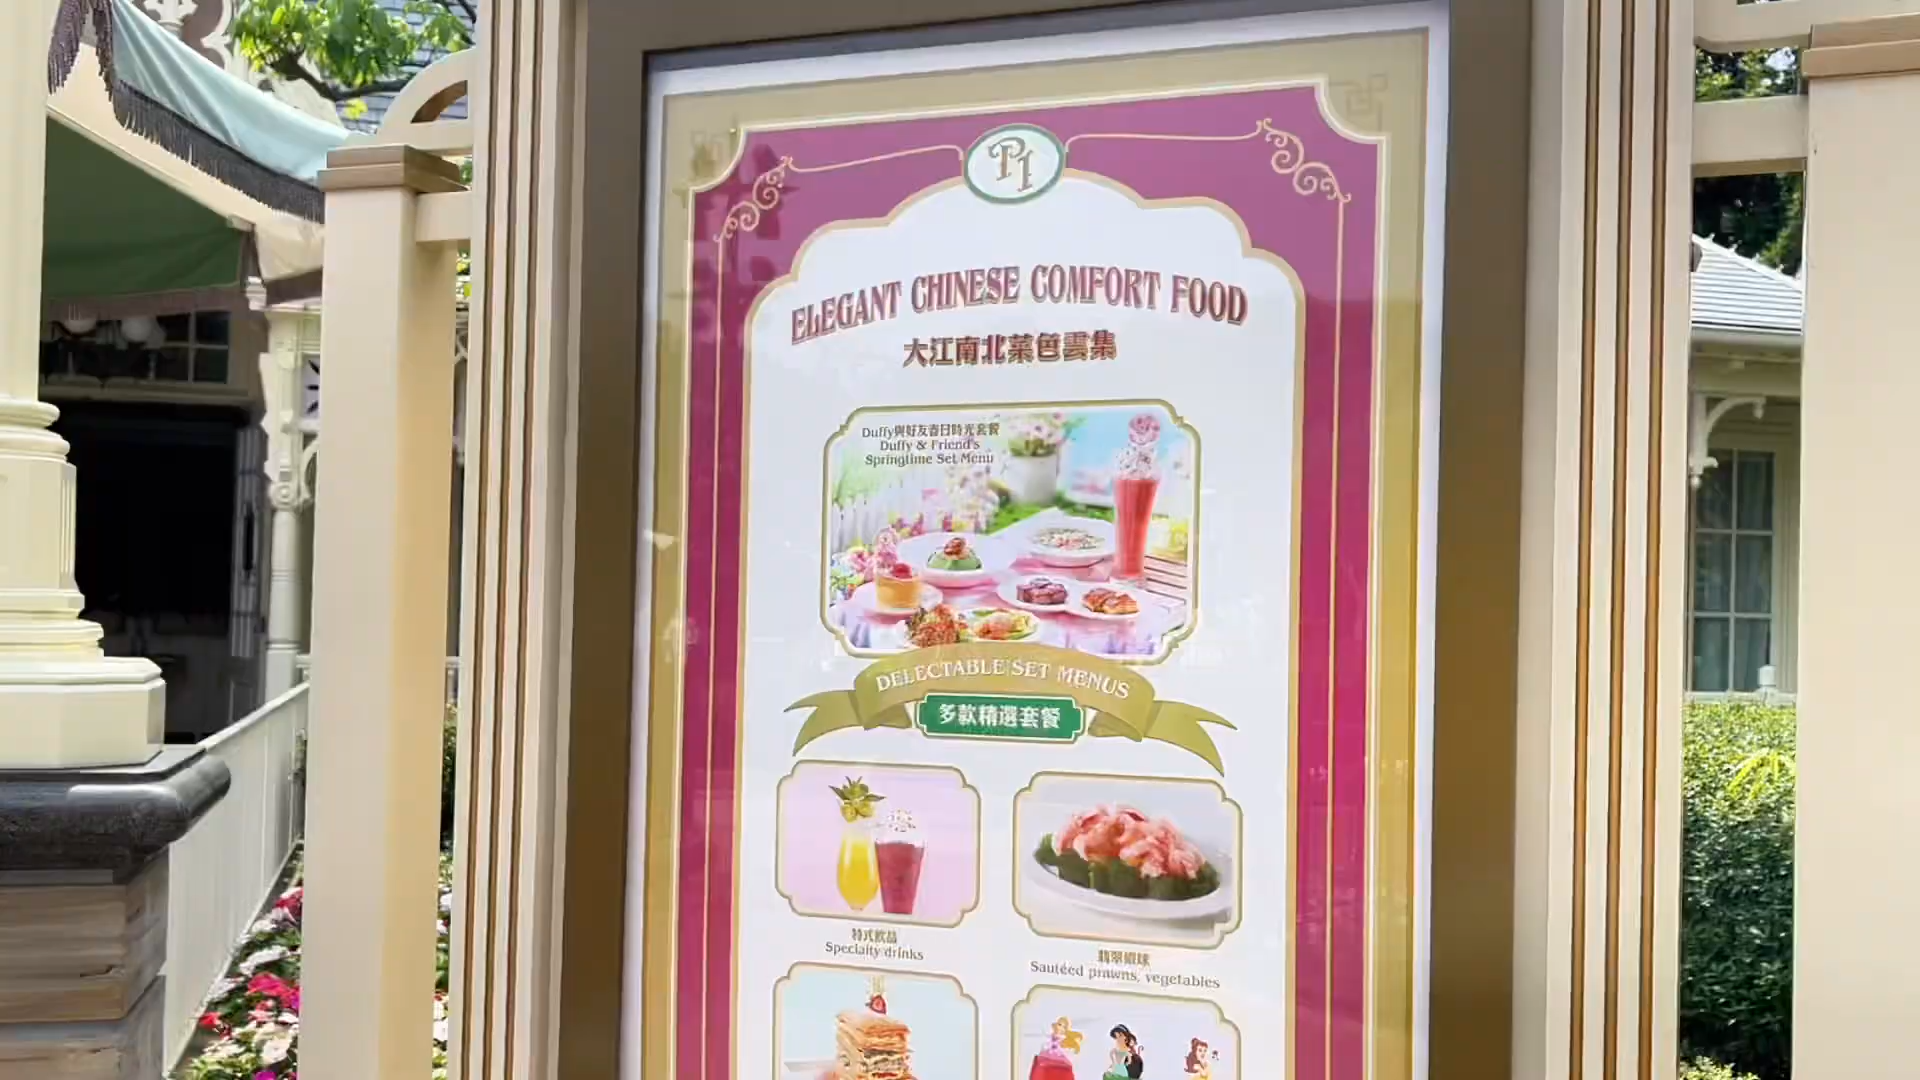 PI
ELEGANT CHINESE COMFORT FOOD
大江南北菜色雲集
Duffy與好友春日時光套餐
Duffy & Friend's
Springtime Set Menu
DELECTABLE SET MENUS
多款精選套餐
特式飲品
Specialty drinks
翡翠蝦球
Sautéed prawns, vegetables